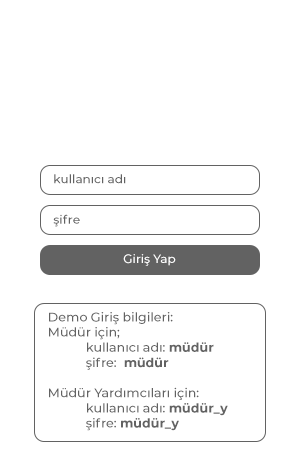 kullanıcı adı
şifre
Giriş Yap
Demo Giriş bilgileri:
Müdür için;
kullanıcı adı: müdür
şifre: müdür
Müdür Yardımcıları için:
kullanıcı adı: müdür_y
şifre: müdür_y